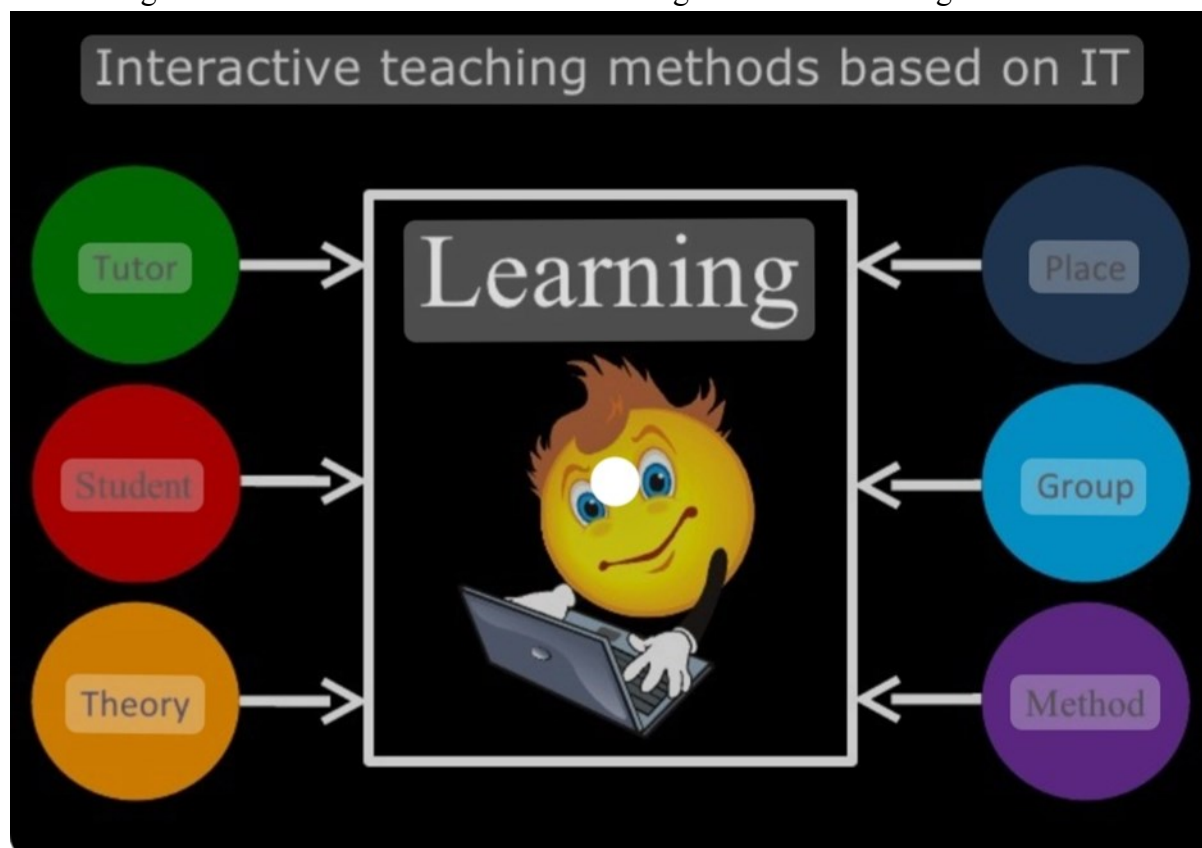 Interactive teaching methods based on IT
Learning
Tutor
Student
Theory
Place
Group
Method